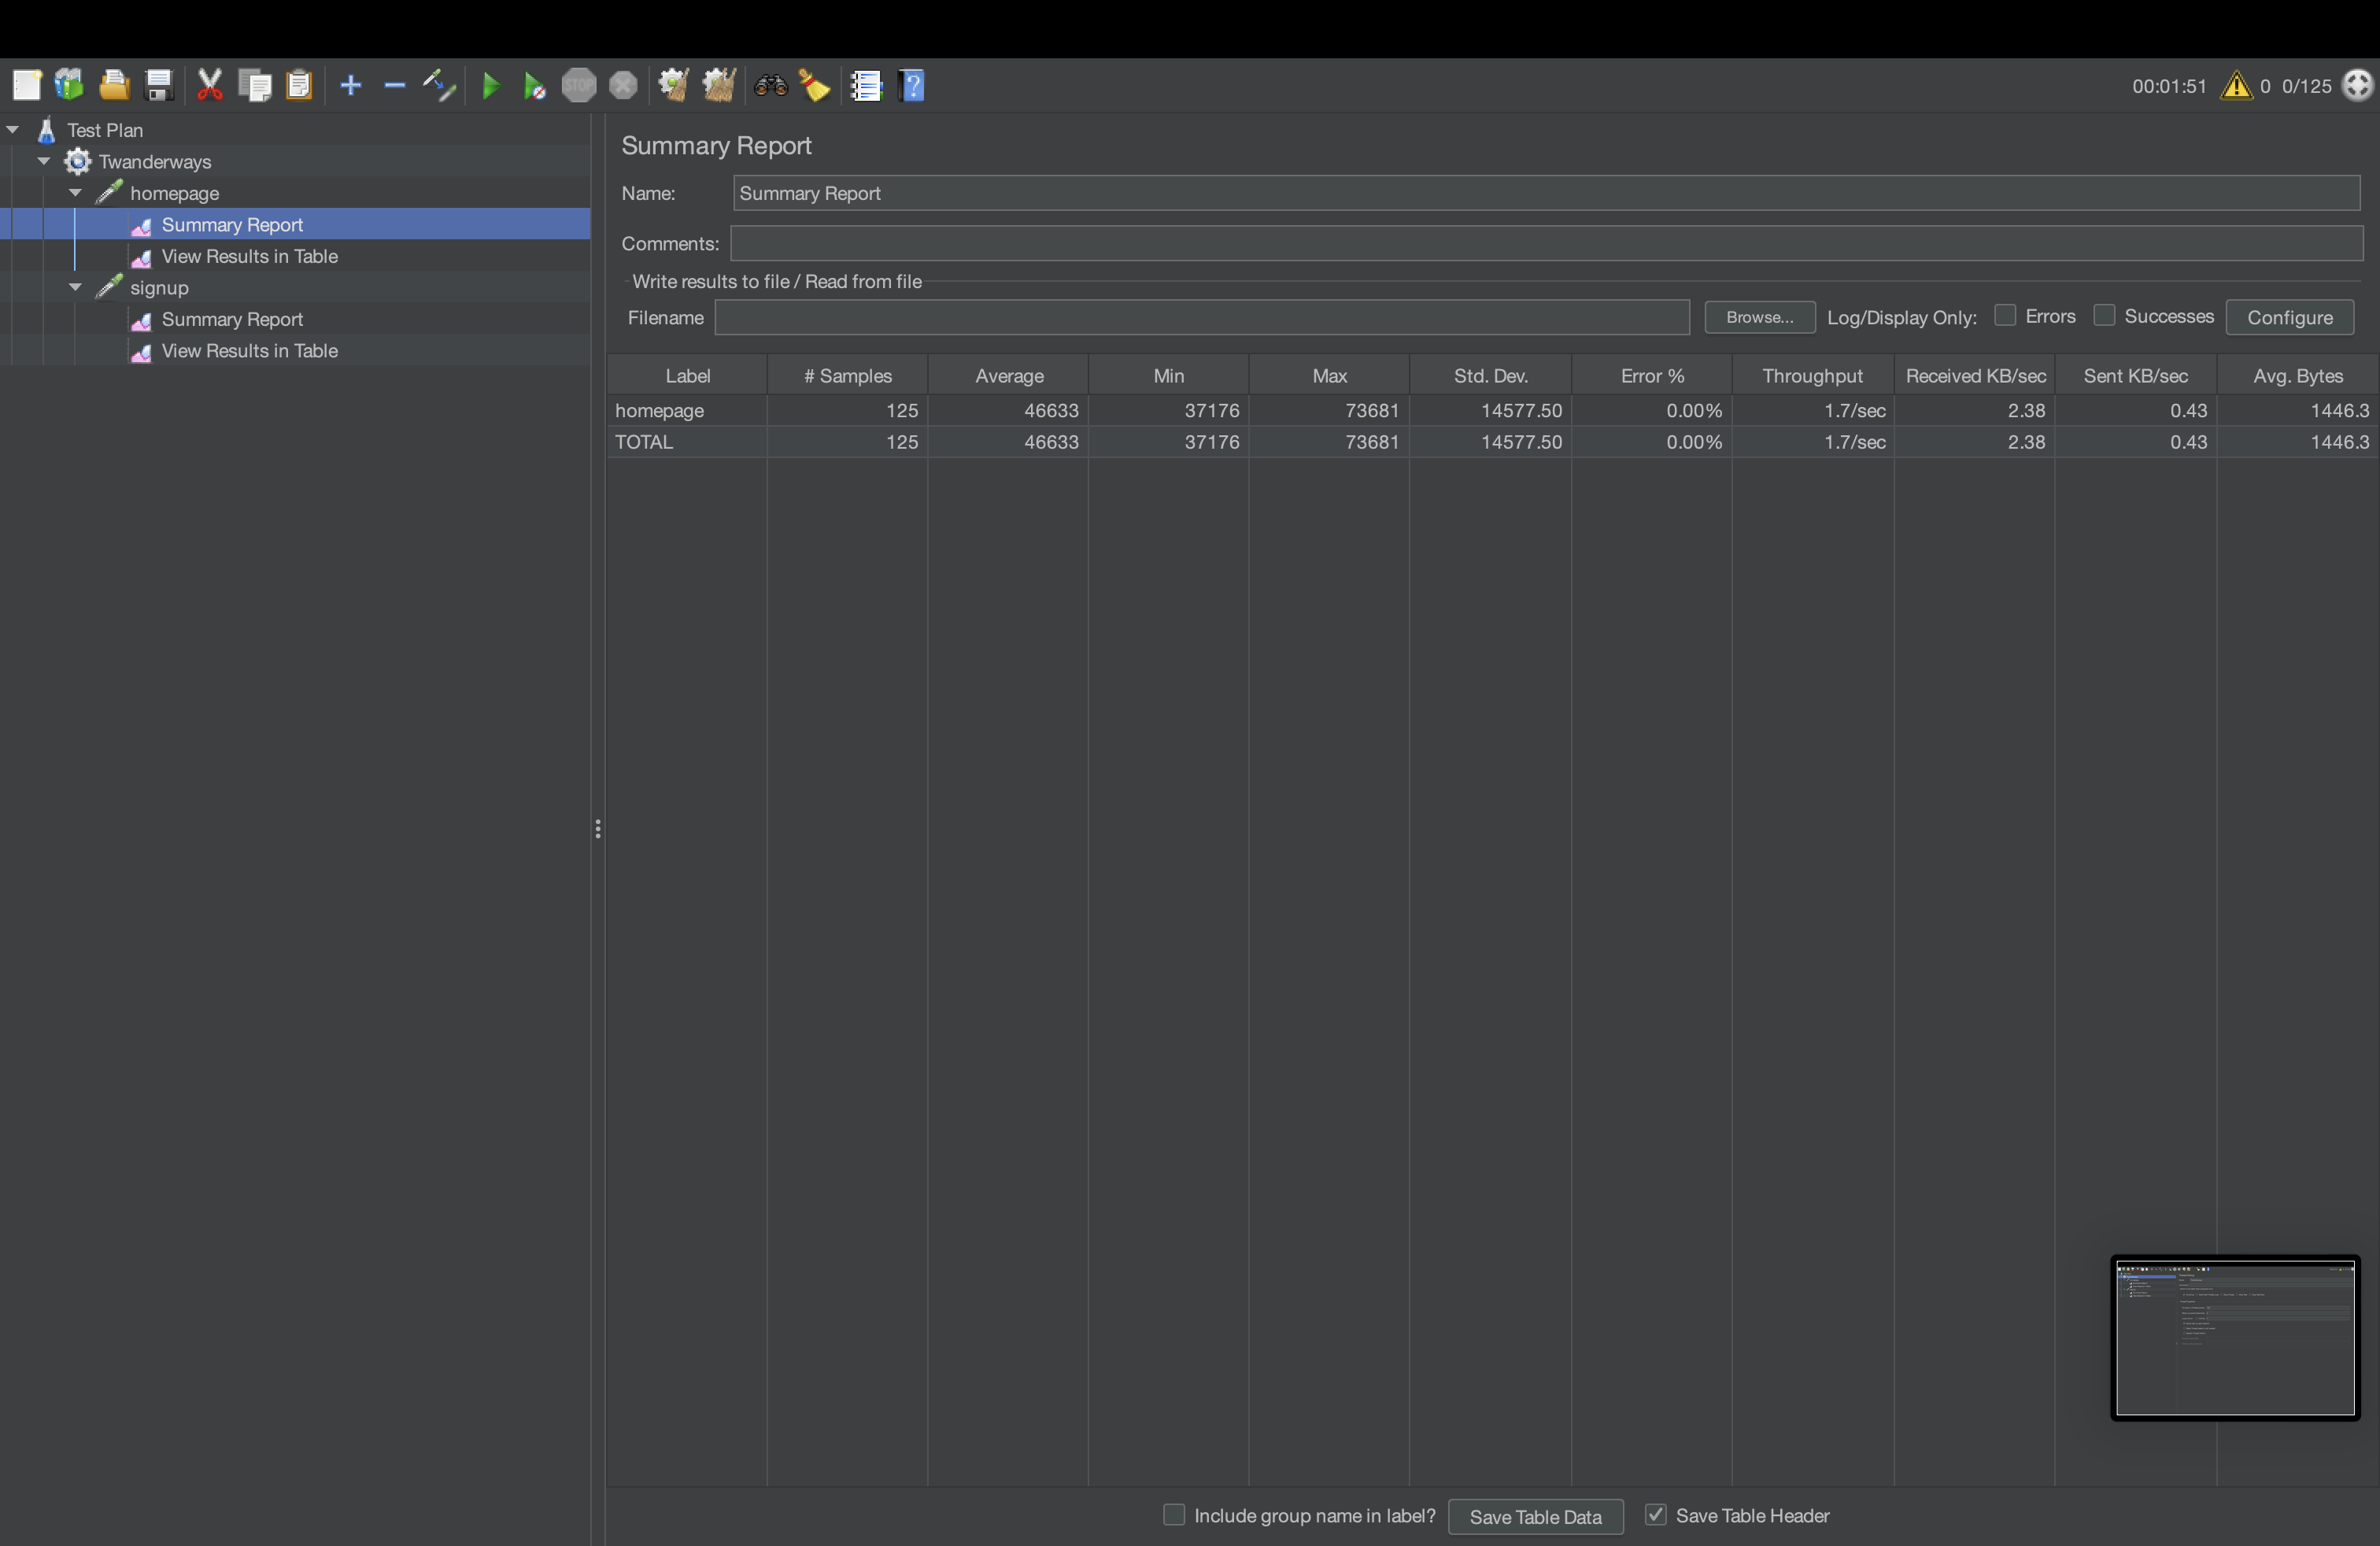 STOP
00:01:51 0 0/125
Test Plan
Twanderways
homepage
Summary Report
View Results in Table
signup
Summary Report
View Results in Table
Summary Report
Name: Summary Report
Comments:
Write results to file / Read from file
Filename Browse... Log/Display Only: Errors Successes Configure
Label # Samples Average Min Max Std. Dev. Error % Throughput Received KB/sec Sent KB/sec Avg. Bytes
homepage 125 46633 37176 73681 14577.50 0.00% 1.7/sec 2.38 0.43 1446.3
TOTAL 125 46633 37176 73681 14577.50 0.00% 1.7/sec 2.38 0.43 1446.3
Include group name in label? Save Table Data Save Table Header